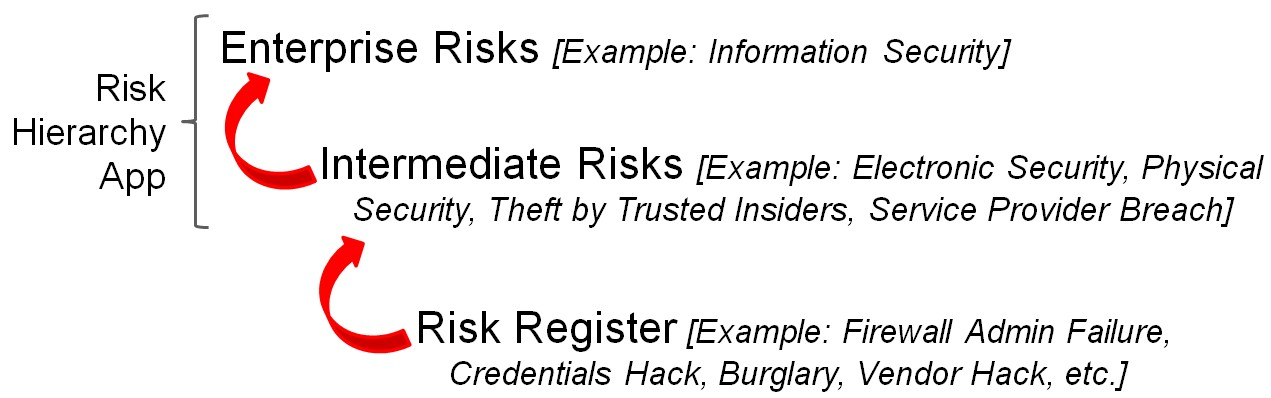 Risk
Hierarchy
App
Enterprise Risks [Example: Information Security]
Intermediate Risks [Example: Electronic Security, Physical
Security, Theft by Trusted Insiders, Service Provider Breach]
Risk Register [Example: Firewall Admin Failure,
Credentials Hack, Burglary, Vendor Hack, etc.]